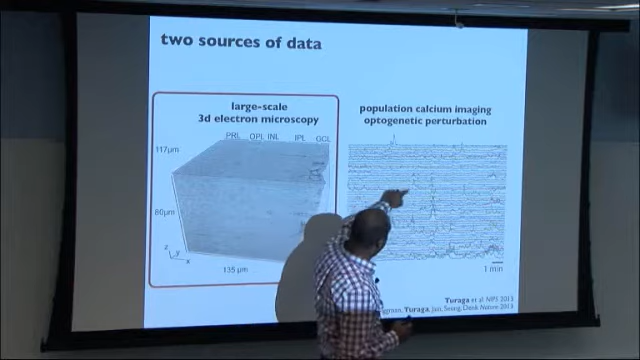 two sources of data
large-scale
3d electron microscopy
PRL OPL INL IPL GCL
117µm
80µm
z
y
x
135 µm
population calcium imaging
optogenetic perturbation
1 min
Turaga et al NIPS 2013
Turaga, Jain, Seung, Denk Nature 2013